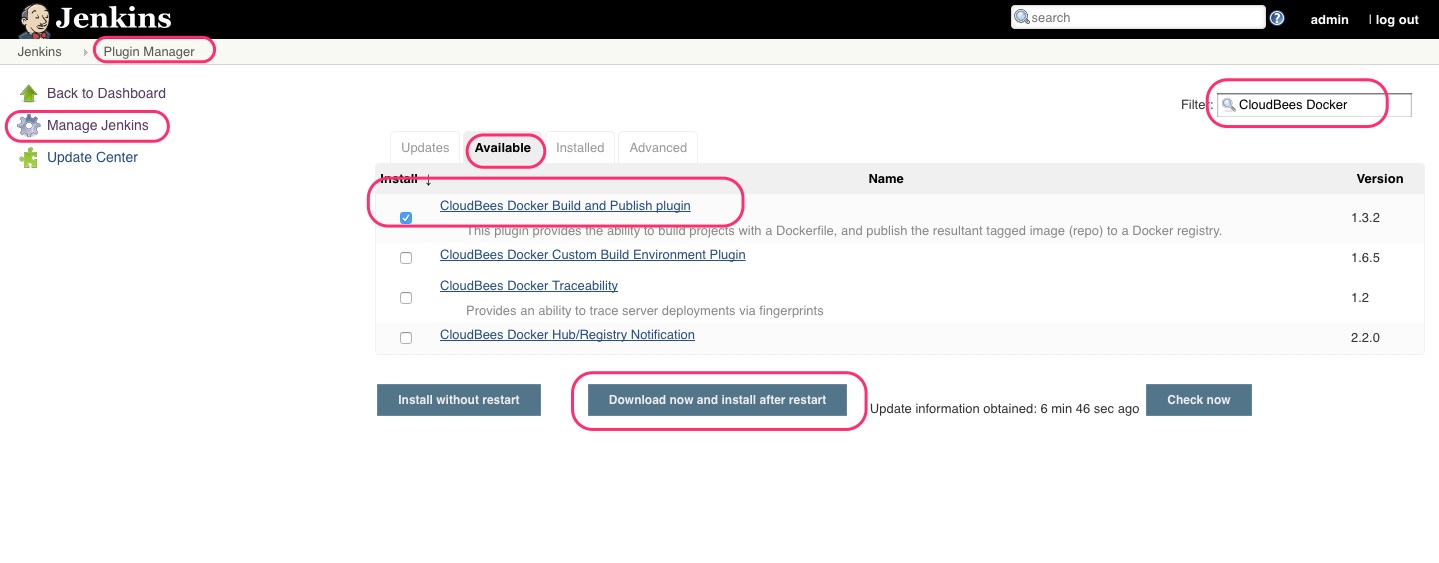 Jenkins
search
?
admin
| log out
Jenkins
Plugin Manager
Back to Dashboard
Manage Jenkins
Update Center
Filter: CloudBees Docker
Updates Available Installed Advanced
Install ↓ Name Version
CloudBees Docker Build and Publish plugin
1.3.2
This plugin provides the ability to build projects with a Dockerfile, and publish the resultant tagged image (repo) to a Docker registry.
CloudBees Docker Custom Build Environment Plugin 1.6.5
CloudBees Docker Traceability
1.2
Provides an ability to trace server deployments via fingerprints
CloudBees Docker Hub/Registry Notification 2.2.0
Install without restart
Download now and install after restart
Update information obtained: 6 min 46 sec ago
Check now